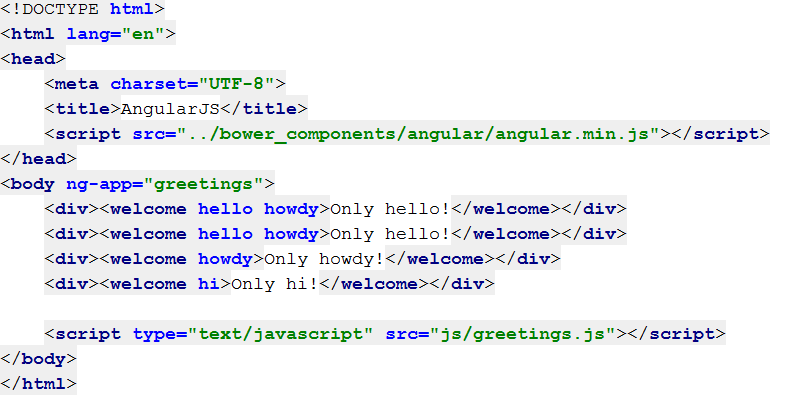 <!DOCTYPE html>
<html lang="en">
<head>
    <meta charset="UTF-8">
    <title>AngularJS</title>
    <script src="../bower_components/angular/angular.min.js"></script>
</head>
<body ng-app="greetings">
    <div><welcome hello howdy>Only hello!</welcome></div>
    <div><welcome hello howdy>Only hello!</welcome></div>
    <div><welcome howdy>Only howdy!</welcome></div>
    <div><welcome hi>Only hi!</welcome></div>

    <script type="text/javascript" src="js/greetings.js"></script>
</body>
</html>